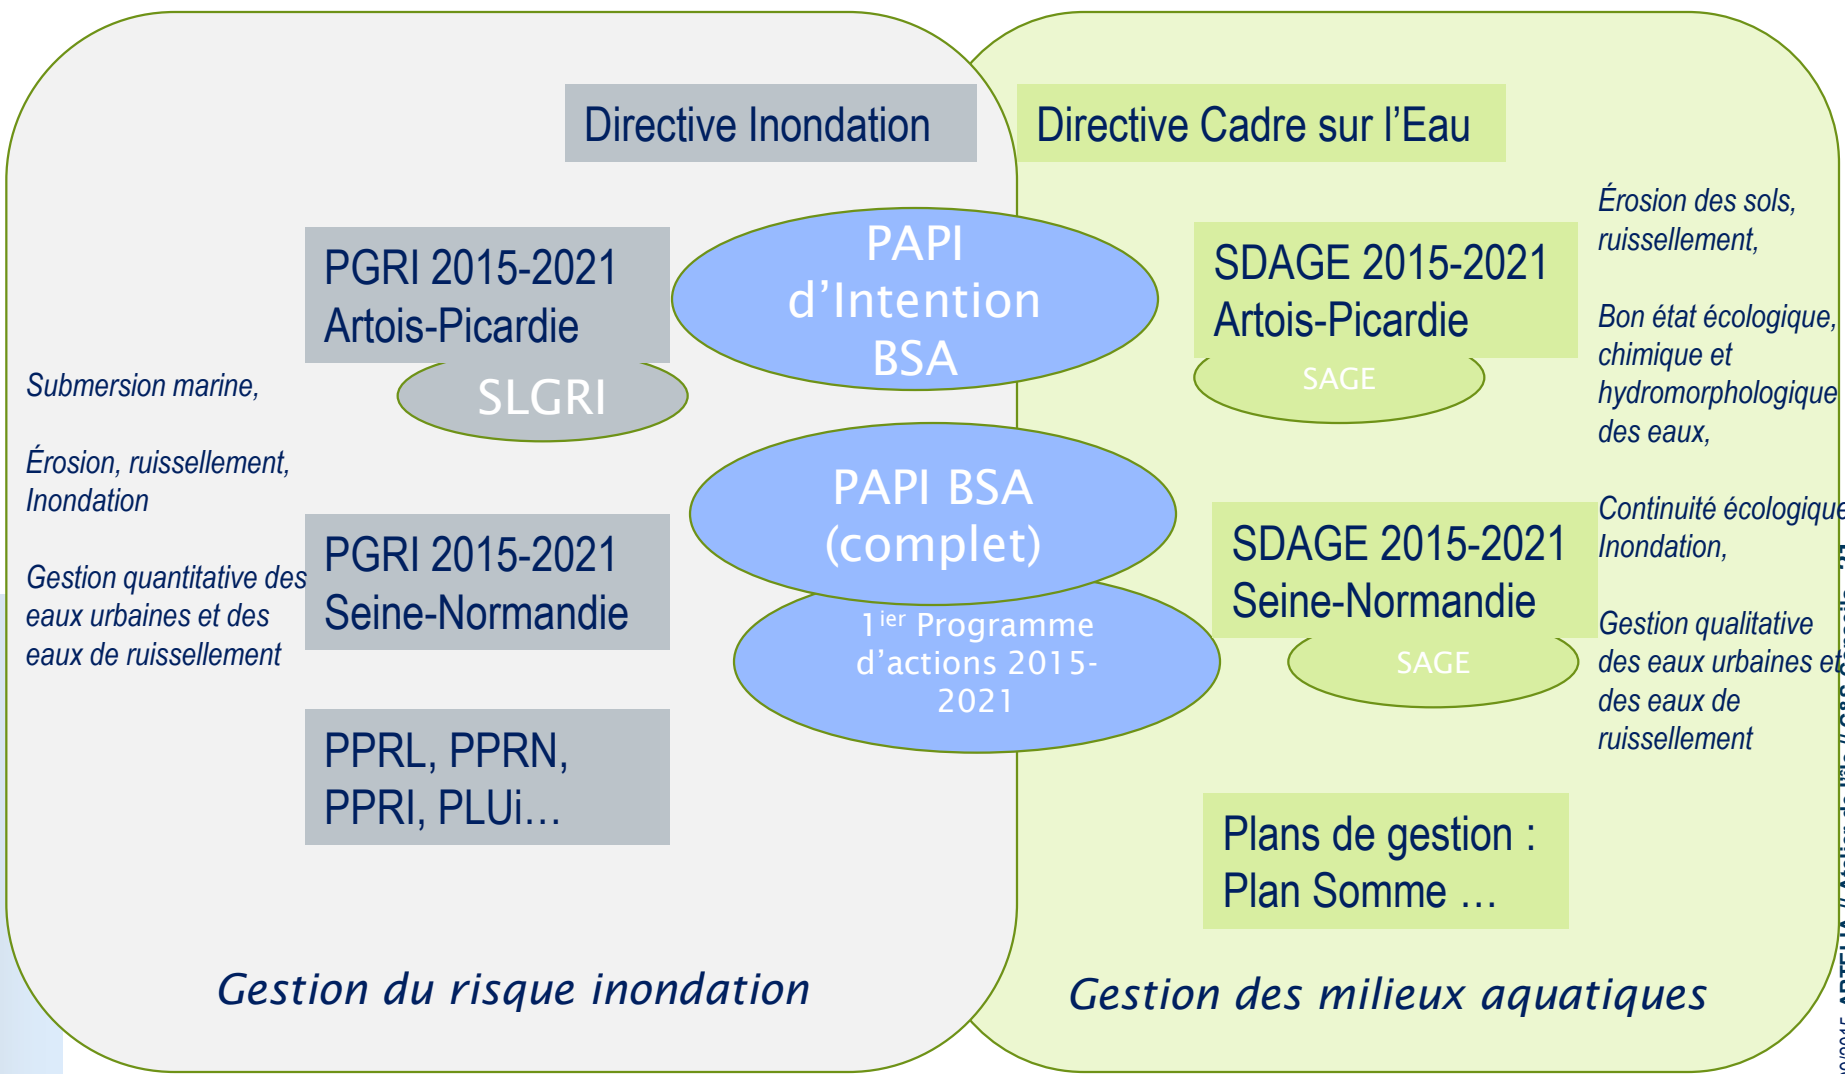 Directive Inondation
Directive Cadre sur l’Eau
PGRI 2015-2021
Artois-Picardie
SLGRI
Submersion marine,
Érosion, ruissellement,
Inondation
Gestion quantitative des
eaux urbaines et des
eaux de ruissellement
PGRI 2015-2021
Seine-Normandie
PPRL, PPRN,
PPRI, PLUi…
Gestion du risque inondation
PAPI
d’Intention
BSA
PAPI BSA
(complet)
1ier Programme
d’actions 2015-
2021
SDAGE 2015-2021
Artois-Picardie
SAGE
SDAGE 2015-2021
Seine-Normandie
SAGE
Plans de gestion :
Plan Somme …
Érosion des sols,
ruissellement,
Bon état écologique,
chimique et
hydromorphologique
des eaux,
Continuité écologique
Inondation,
Gestion qualitative
des eaux urbaines et
des eaux de
ruissellement
Gestion des milieux aquatiques